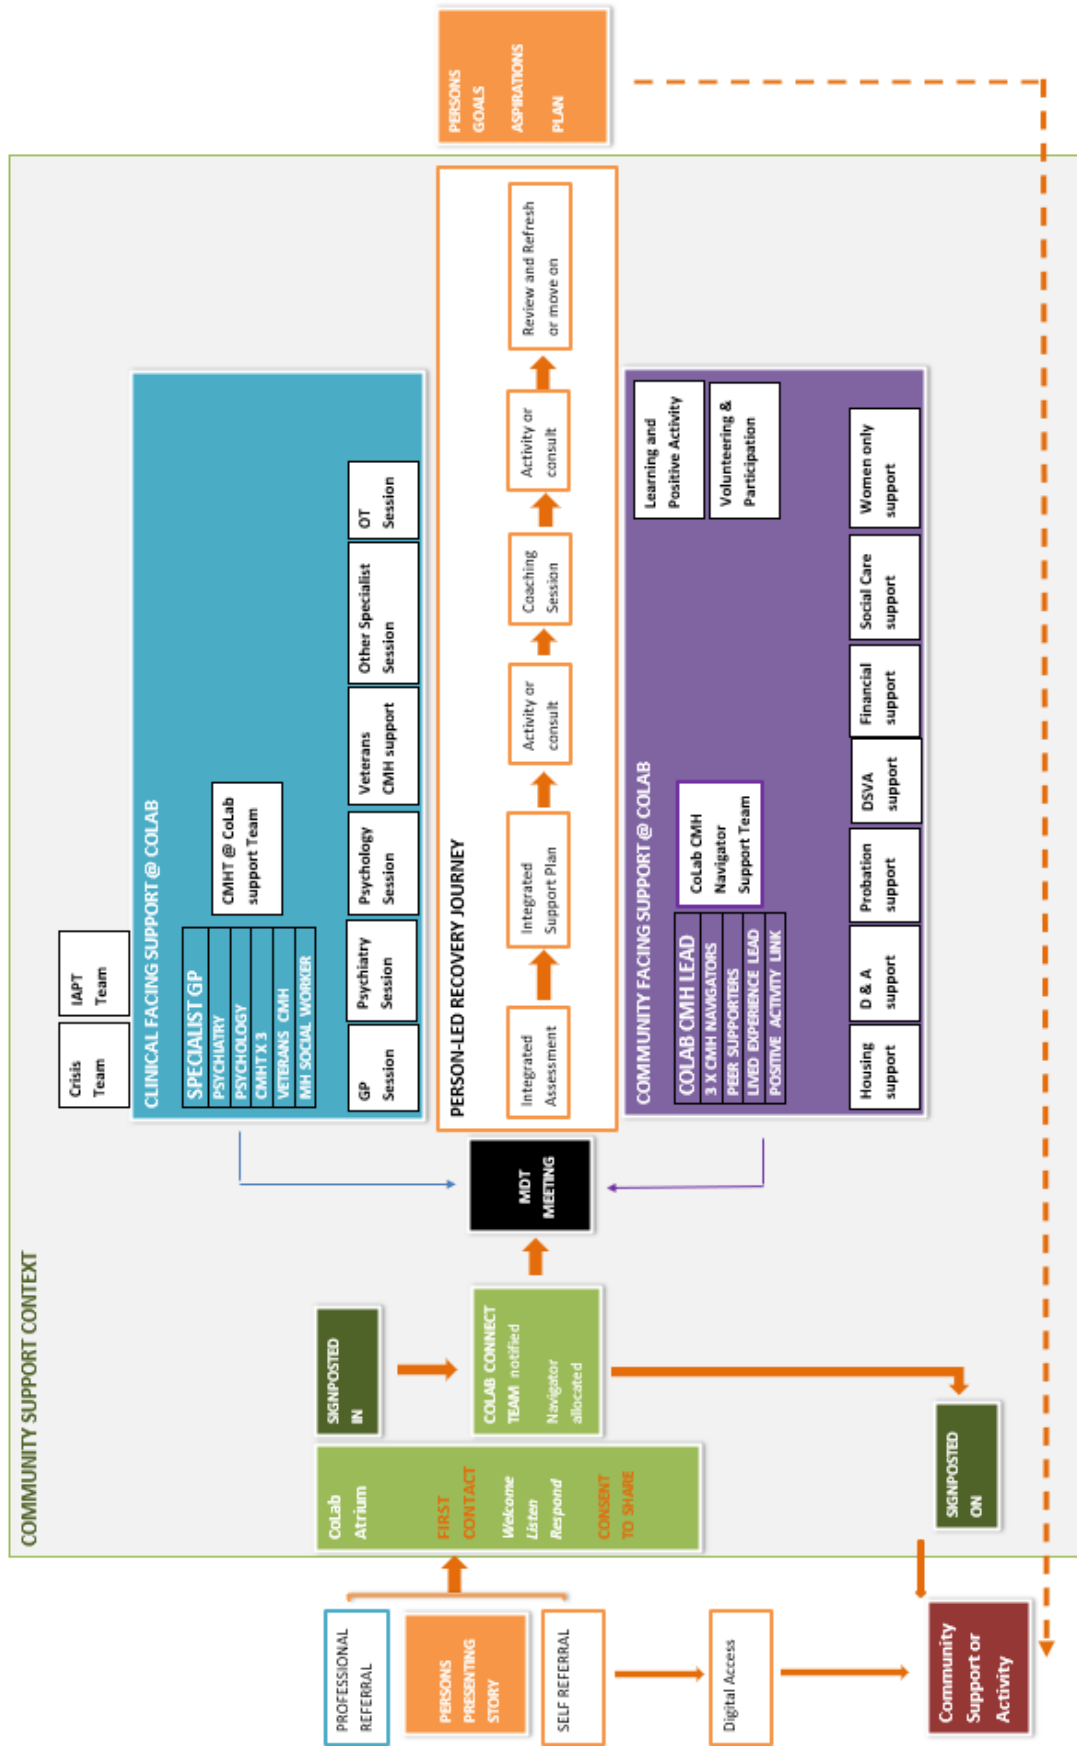 COMMUNITY SUPPORT CONTEXT
PROFESSIONAL
REFERRAL
PERSONS
PRESENTING
STORY
SELF REFERRAL
Digital Access
Community
Support or
Activity
CoLab
Atrium
FIRST
CONTACT
Welcome
Listen
Respond
CONSENT
TO SHARE
SIGNPOSTED
IN
COLAB CONNECT
TEAM notified
Navigator
allocated
SIGNPOSTED
ON
MDT
MEETING
Crisis
Team
IAPT
Team
CLINICAL FACING SUPPORT @ COLAB
SPECIALIST GP
PSYCHIATRY
PSYCHOLOGY
CMHT X 3
VETERANS CMH
MH SOCIAL WORKER
CMHT @ CoLab
support Team
GP
Session
Psychiatry
Session
Psychology
Session
Veterans
CMH support
Other Specialist
Session
OT
Session
PERSON-LED RECOVERY JOURNEY
Integrated
Assessment
Integrated
Support Plan
Activity or
consult
Coaching
Session
Activity or
consult
Review and Refresh
or move on
COMMUNITY FACING SUPPORT @ COLAB
COLAB CMH LEAD
3 X CMH NAVIGATORS
PEER SUPPORTERS
LIVED EXPERIENCE LEAD
POSITIVE ACTIVITY LINK
CoLab CMH
Navigator
Support Team
Learning and
Positive Activity
Volunteering &
Participation
Housing
support
D & A
support
Probation
support
DSVA
support
Financial
support
Social Care
support
Women only
support
PERSONS
GOALS
ASPIRATIONS
PLAN